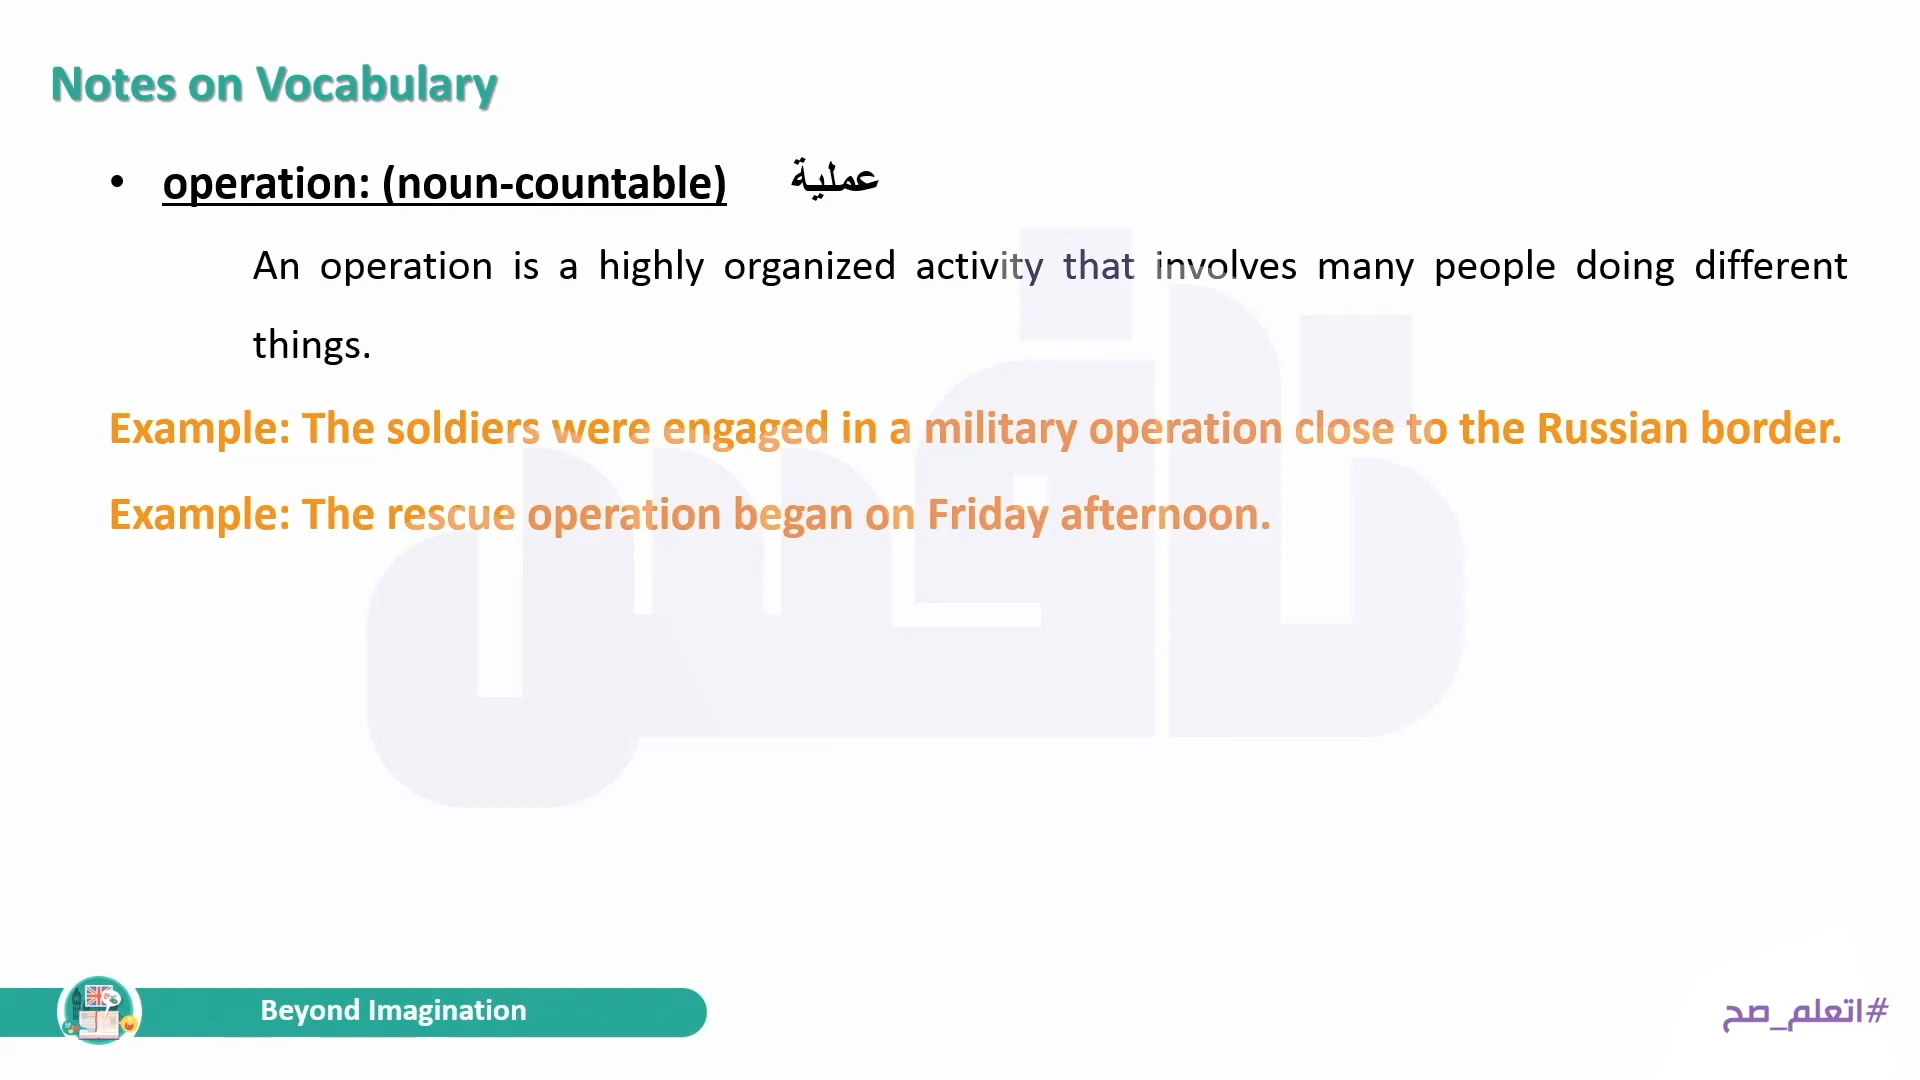 Notes on Vocabulary
• operation: (noun-countable) عملية
An operation is a highly organized activity that involves many people doing different
things.
Example: The soldiers were engaged in a military operation close to the Russian border.
Example: The rescue operation began on Friday afternoon.
نافس
Beyond Imagination
#اتعلم_صح